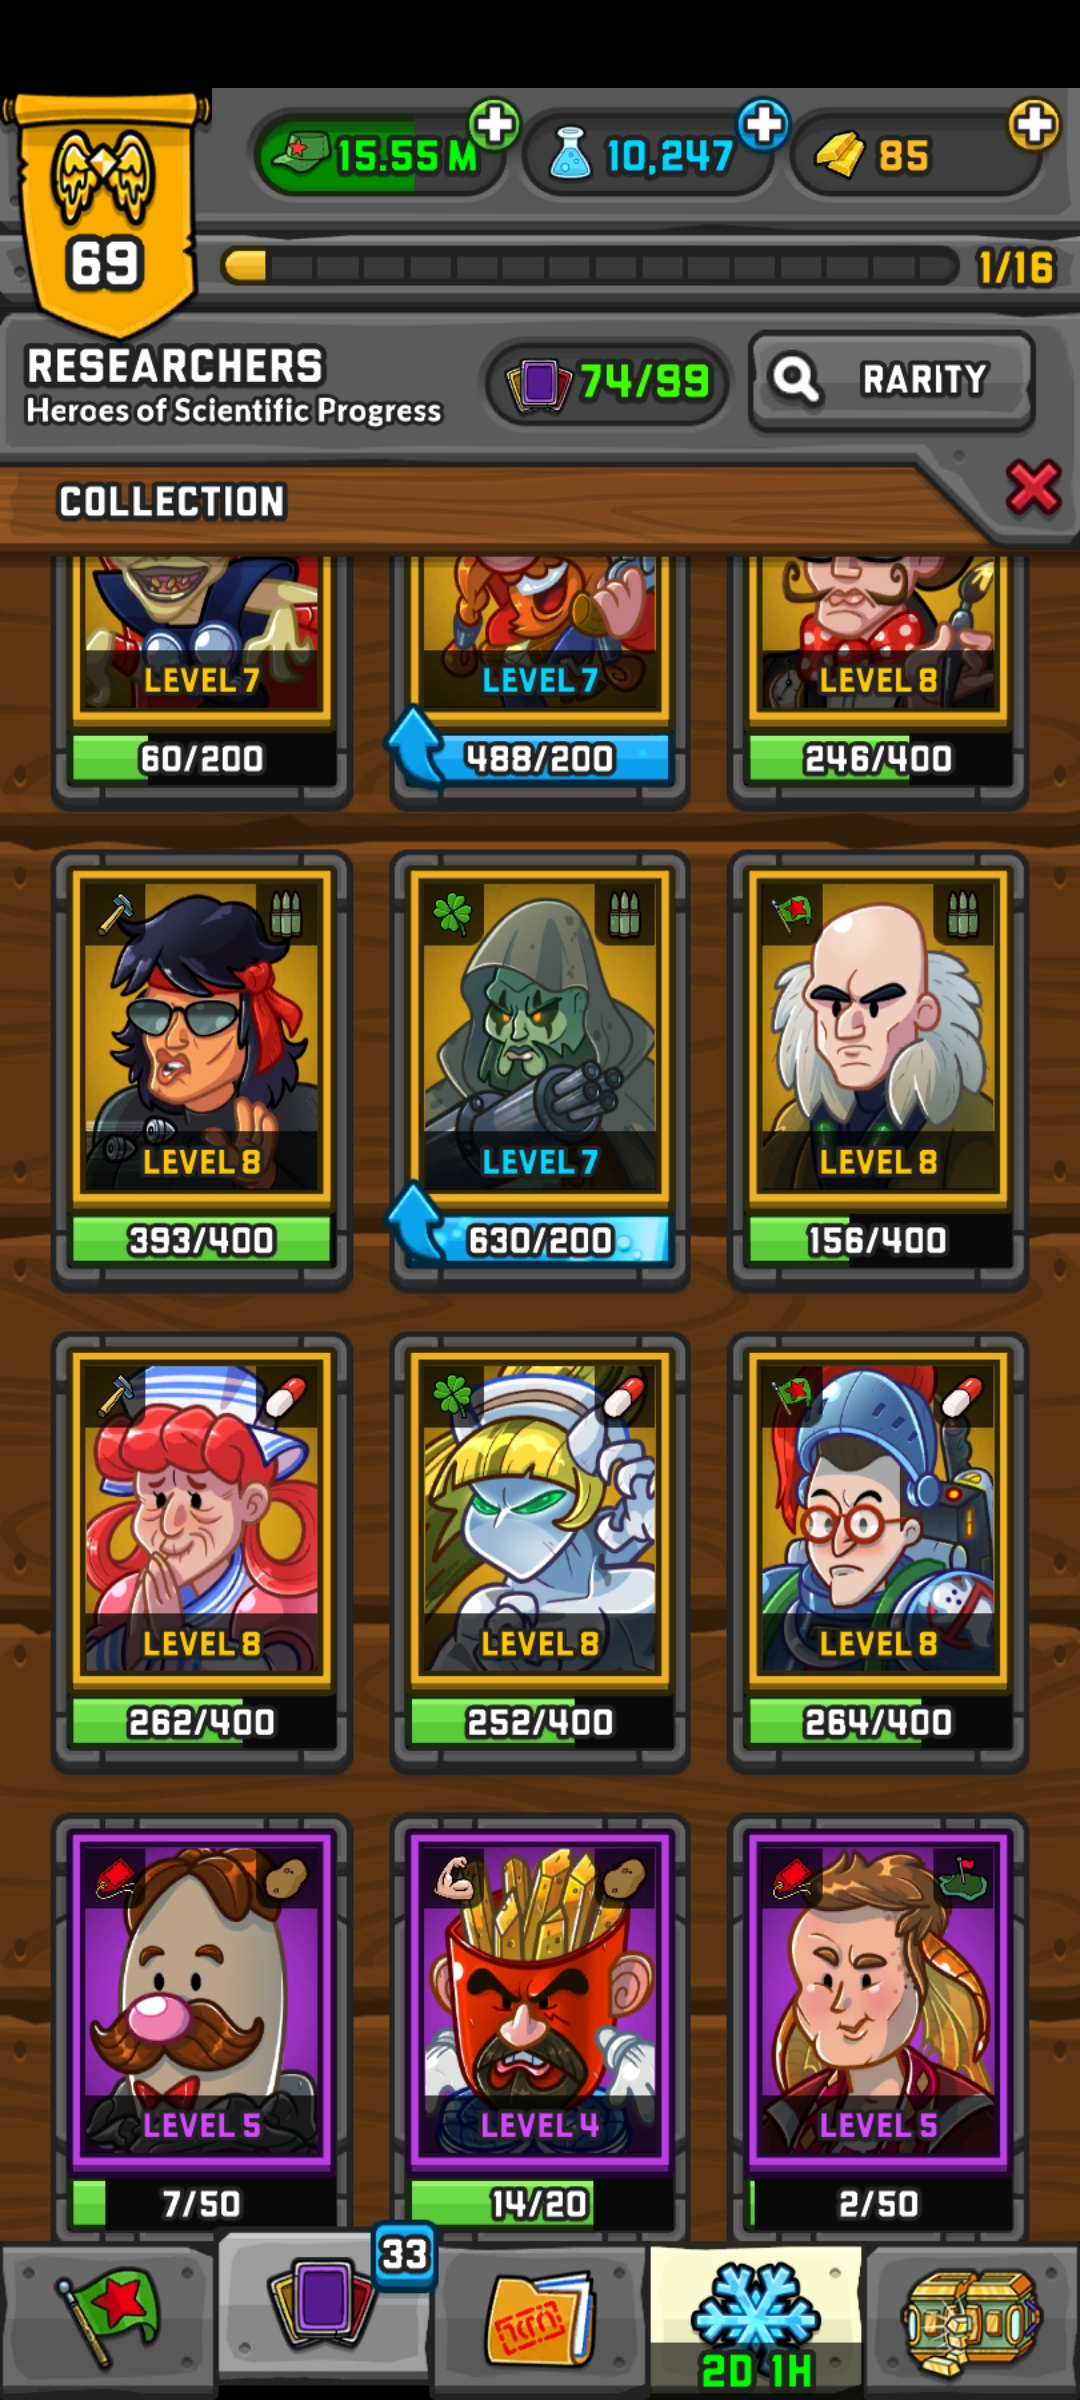 15.55 M
10,247
85
69
1/16
RESEARCHERS
Heroes of Scientific Progress
74/99
RARITY
COLLECTION
LEVEL 7
LEVEL 7
LEVEL 8
60/200
488/200
246/400
LEVEL 8
LEVEL 7
LEVEL 8
393/400
630/200
156/400
LEVEL 8
LEVEL 8
LEVEL 8
262/400
252/400
264/400
LEVEL 5
LEVEL 4
LEVEL 5
7/50
14/20
2/50
33
2D 1H